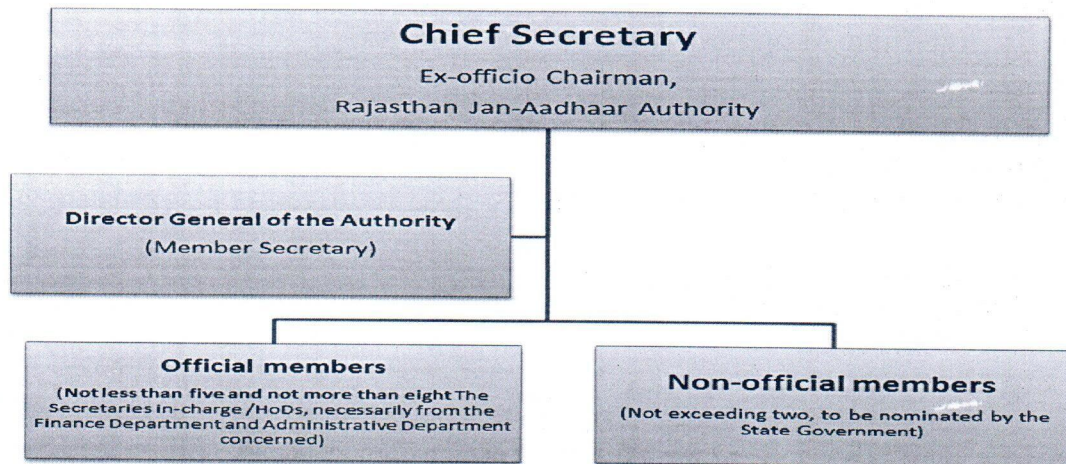 Chief Secretary
Ex-officio Chairman,
Rajasthan Jan-Aadhaar Authority
Director General of the Authority
(Member Secretary)
Official members
(Not less than five and not more than eight The
Secretaries in-charge /HoDs, necessarily from the
Finance Department and Administrative Department
concerned)
Non-official members
(Not exceeding two, to be nominated by the
State Government)